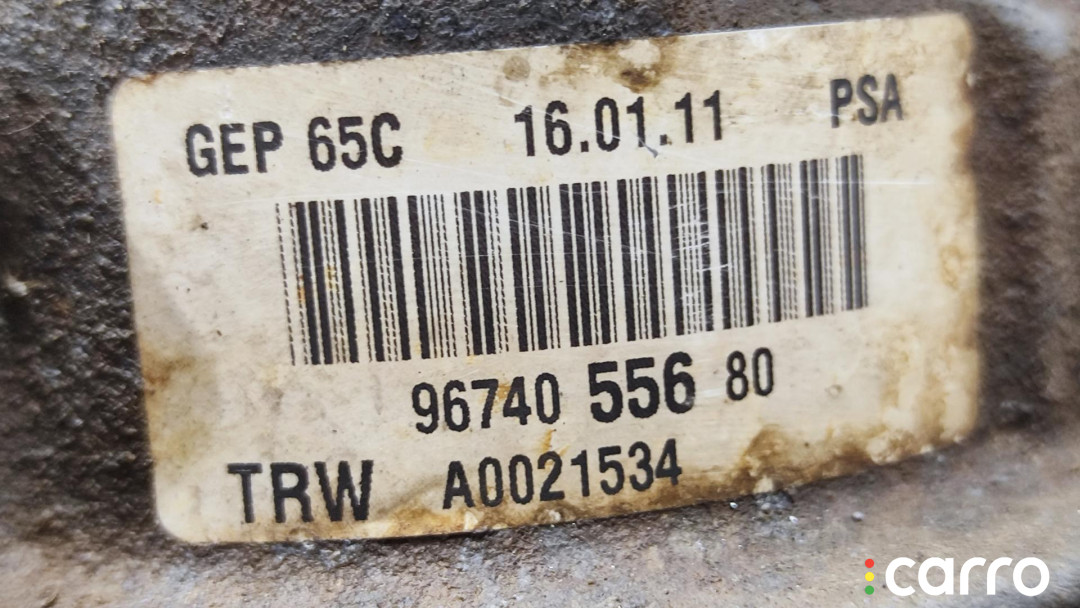 GEP 65C 16.01.11 PSA
96740 556 80
TRW A0021534
carro